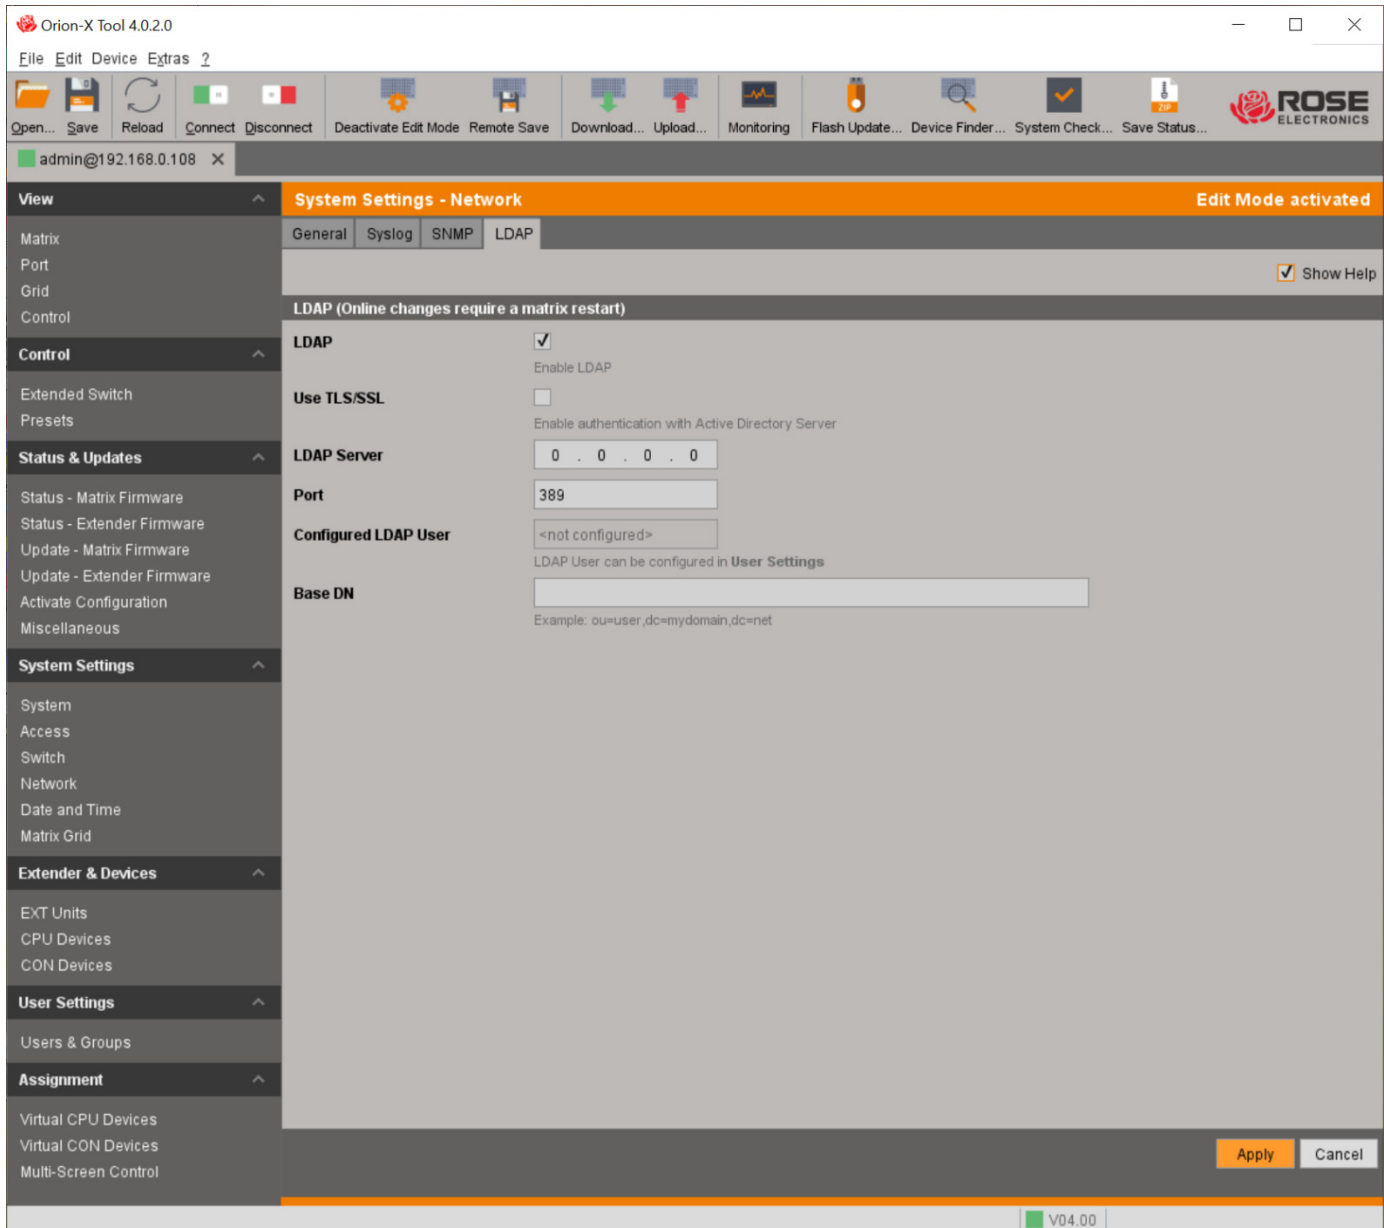 Orion-X Tool 4.0.2.0
File Edit Device Extras ?
Open... Save Reload Connect Disconnect Deactivate Edit Mode Remote Save Download... Upload... Monitoring Flash Update... Device Finder... System Check... Save Status...
ZIP
ROSE
ELECTRONICS
admin@192.168.0.108
View
Matrix
Port
Grid
Control
Control
Extended Switch
Presets
Status & Updates
Status - Matrix Firmware
Status - Extender Firmware
Update - Matrix Firmware
Update - Extender Firmware
Activate Configuration
Miscellaneous
System Settings
System
Access
Switch
Network
Date and Time
Matrix Grid
Extender & Devices
EXT Units
CPU Devices
CON Devices
User Settings
Users & Groups
Assignment
Virtual CPU Devices
Virtual CON Devices
Multi-Screen Control
System Settings - Network
Edit Mode activated
General Syslog SNMP LDAP
Show Help
LDAP (Online changes require a matrix restart)
LDAP
Enable LDAP
Use TLS/SSL
Enable authentication with Active Directory Server
LDAP Server 0 . 0 . 0 . 0
Port 389
Configured LDAP User <not configured>
LDAP User can be configured in User Settings
Base DN
Example: ou=user,dc=mydomain,dc=net
Apply Cancel
V04.00